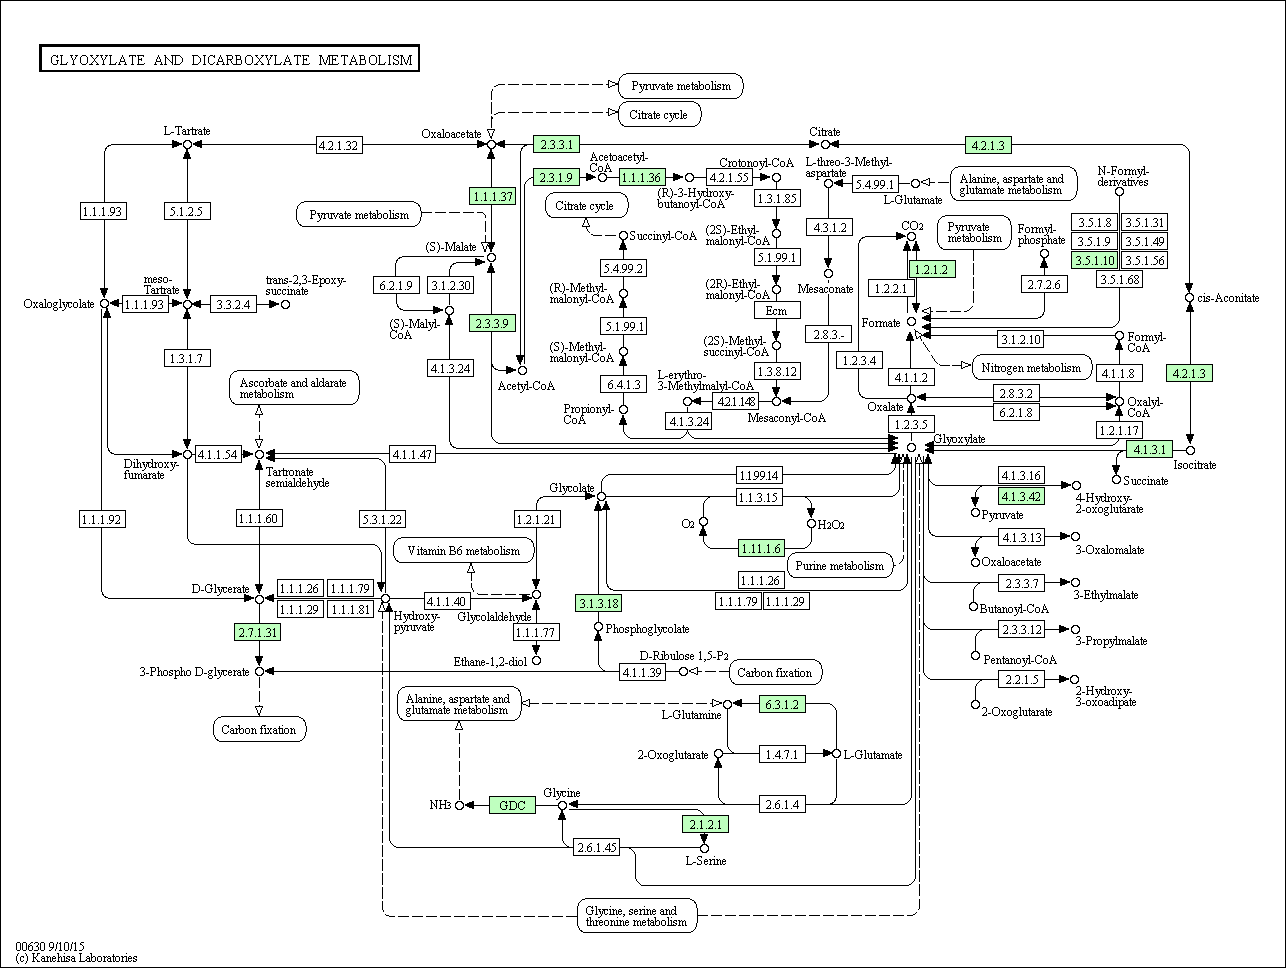 GLYOXYLATE AND DICARBOXYLATE METABOLISM
Pyruvate metabolism
Citrate cycle
L-Tartrate
4.2.1.32
Oxaloacetate
2.3.3.1
Citrate
4.2.1.3
Acetoacetyl-
CoA
2.3.1.9
1.1.1.36
Crotonoyl-CoA
4.2.1.55
(R)-3-Hydroxy-
butanoyl-CoA
L-threo-3-Methyl-
aspartate
5.4.99.1
L-Glutamate
Alanine, aspartate and
glutamate metabolism
N-Formyl-
derivatives
1.1.1.93
5.1.2.5
1.1.1.37
1.3.1.85
Pyruvate metabolism
Citrate cycle
(S)-Malate
Succinyl-CoA
(2S)-Ethyl-
malonyl-CoA
4.3.1.2
CO2
Pyruvate
metabolism
Formyl-
phosphate
3.5.1.8
3.5.1.31
3.5.1.9
3.5.1.49
3.5.1.10
3.5.1.56
3.5.1.68
5.4.99.2
5.1.99.1
1.2.1.2
meso-
Tartrate
trans-2,3-Epoxy-
succinate
6.2.1.9
3.1.2.30
(R)-Methyl-
malonyl-CoA
(2R)-Ethyl-
malonyl-CoA
Mesaconate
1.2.2.1
2.7.2.6
Oxaloglycolate
1.1.1.93
3.3.2.4
cis-Aconitate
(S)-Malyl-
CoA
2.3.3.9
5.1.99.1
Ecm
Formate
2.8.3.-
3.1.2.10
Formyl-
CoA
1.3.1.7
4.1.3.24
(S)-Methyl-
malonyl-CoA
(2S)-Methyl-
succinyl-CoA
1.2.3.4
Nitrogen metabolism
1.3.8.12
4.1.1.2
4.1.1.8
4.2.1.3
Ascorbate and aldarate
metabolism
Acetyl-CoA
6.4.1.3
L-erythro-
3-Methylmalyl-CoA
4.2.1.148
Mesaconyl-CoA
2.8.3.2
6.2.1.8
Oxalate
Oxalyl-
CoA
Propionyl-
CoA
4.1.3.24
1.2.3.5
1.2.1.17
Glyoxylate
4.1.3.1
Isocitrate
Dihydroxy-
fumarate
4.1.1.54
Tartronate
semialdehyde
4.1.1.47
Succinate
1.1.99.14
Glycolate
1.1.3.15
4.1.3.16
4.1.3.42
4-Hydroxy-
2-oxoglutarate
Pyruvate
1.1.1.92
1.1.1.60
5.3.1.22
1.2.1.21
O2
H2O2
4.1.3.13
3-Oxalomalate
Oxaloacetate
Vitamin B6 metabolism
1.11.1.6
Purine metabolism
D-Glycerate
1.1.1.26
1.1.1.79
1.1.1.29
1.1.1.81
Hydroxy-
pyruvate
4.1.1.40
Glycolaldehyde
3.1.3.18
1.1.1.26
1.1.1.79
1.1.1.29
2.3.3.7
3-Ethylmalate
Butanoyl-CoA
2.7.1.31
1.1.1.77
Phosphoglycolate
2.3.3.12
3-Propylmalate
Pentanoyl-CoA
3-Phospho D-glycerate
Ethane-1,2-diol
4.1.1.39
D-Ribulose 1,5-P2
Carbon fixation
2.2.1.5
2-Hydroxy-
3-oxoadipate
2-Oxoglutarate
Carbon fixation
Alanine, aspartate and
glutamate metabolism
L-Glutamine
6.3.1.2
2-Oxoglutarate
1.4.7.1
L-Glutamate
NH3
GDC
Glycine
2.6.1.4
2.1.2.1
2.6.1.45
L-Serine
Glycine, serine and
threonine metabolism
00630 9/10/15
(c) Kanehisa Laboratories